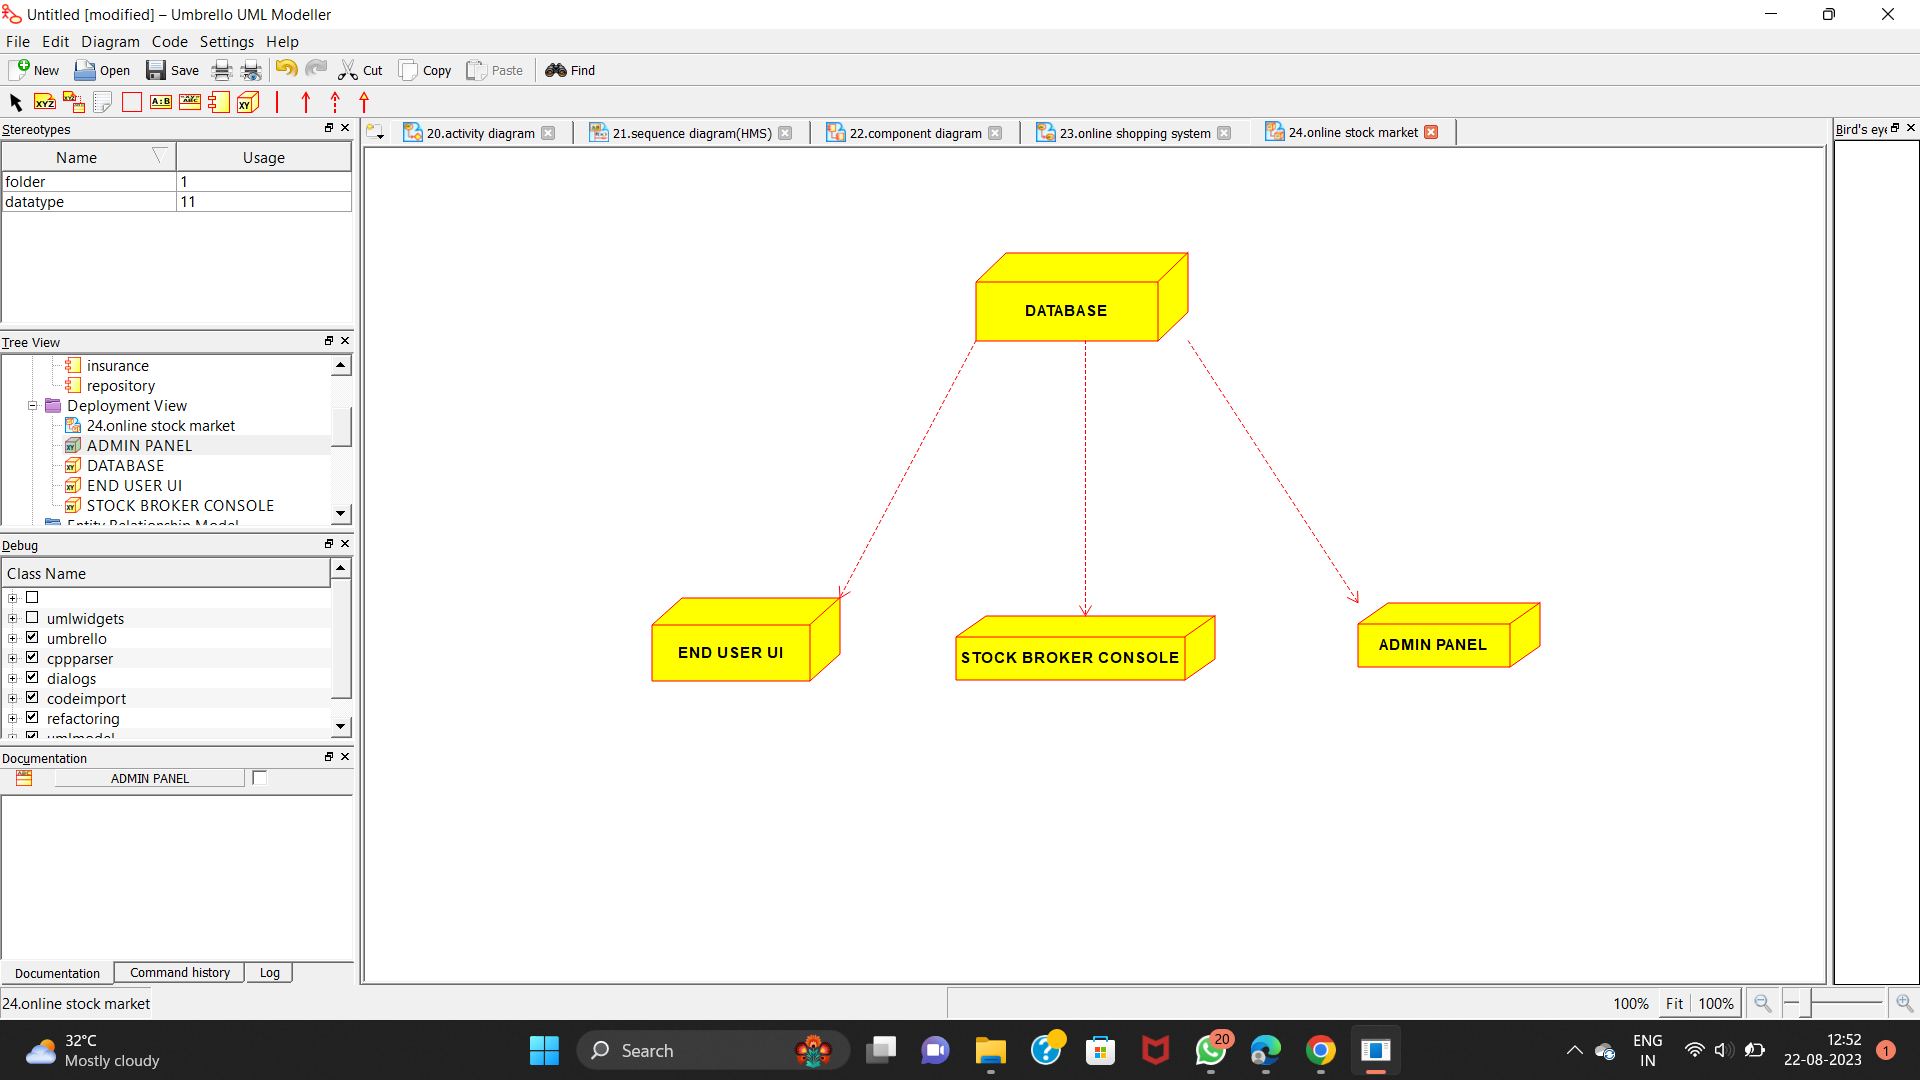 Untitled [modified] – Umbrello UML Modeller
File Edit Diagram Code Settings Help
New Open Save Cut Copy Paste Find
Stereotypes
Name Usage
folder 1
datatype 11
Tree View
insurance
repository
Deployment View
24.online stock market
ADMIN PANEL
DATABASE
END USER UI
STOCK BROKER CONSOLE
Entity Relationship Model
Debug
Class Name
umlwidgets
umbrello
cppparser
dialogs
codeimport
refactoring
umlmodel
Documentation
ADMIN PANEL
Documentation Command history Log
24.online stock market
20.activity diagram 21.sequence diagram(HMS) 22.component diagram 23.online shopping system 24.online stock market
Bird's eye
DATABASE
END USER UI
STOCK BROKER CONSOLE
ADMIN PANEL
100% Fit 100%
32°C
Mostly cloudy
Search
20
ENG
IN
12:52
22-08-2023
1